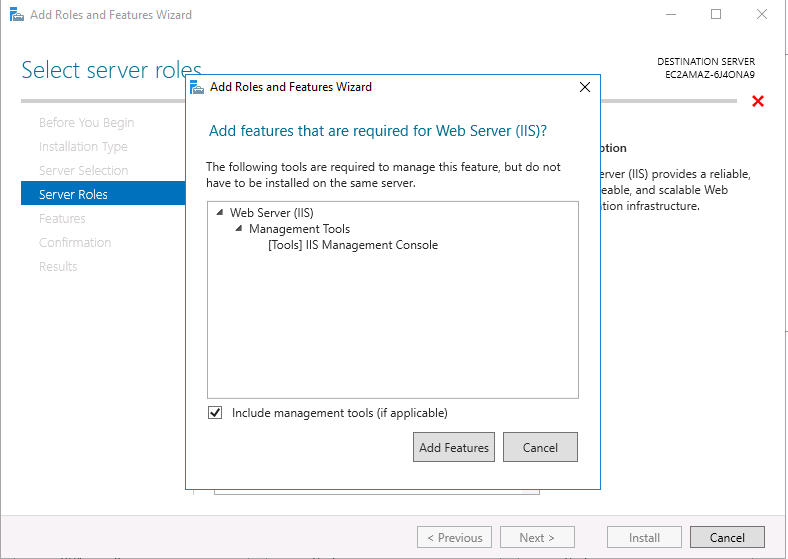 Add Roles and Features Wizard
Select server roles
DESTINATION SERVER
EC2AMAZ-6J4ONA9
Before You Begin
Installation Type
Server Selection
Server Roles
Features
Confirmation
Results
Add Roles and Features Wizard
Add features that are required for Web Server (IIS)?
The following tools are required to manage this feature, but do not
have to be installed on the same server.
Web Server (IIS)
Management Tools
[Tools] IIS Management Console
Include management tools (if applicable)
Add Features
Cancel
ption
erver (IIS) provides a reliable,
eable, and scalable Web
tion infrastructure.
< Previous
Next >
Install
Cancel